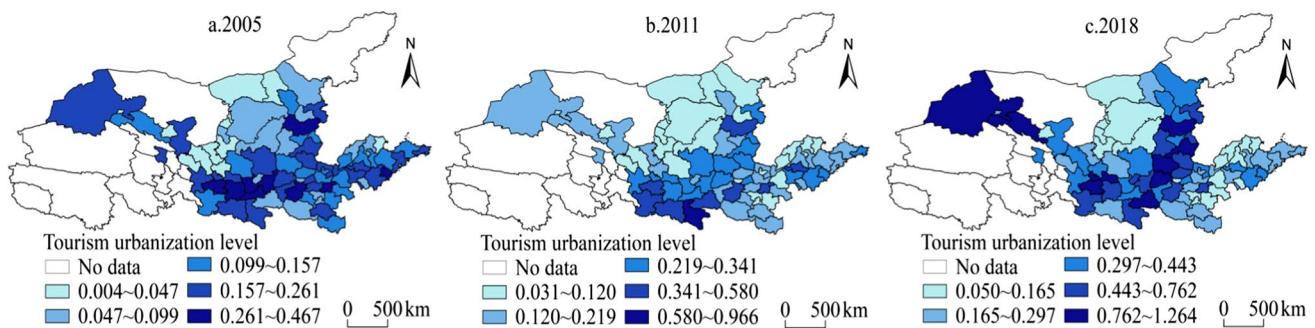 a.2005
N
Tourism urbanization level
No data
0.004~0.047
0.047~0.099
0.099~0.157
0.157~0.261
0.261~0.467
0 500km
b.2011
N
Tourism urbanization level
No data
0.031~0.120
0.120~0.219
0.219~0.341
0.341~0.580
0.580~0.966
0 500km
c.2018
N
Tourism urbanization level
No data
0.050~0.165
0.165~0.297
0.297~0.443
0.443~0.762
0.762~1.264
0 500km